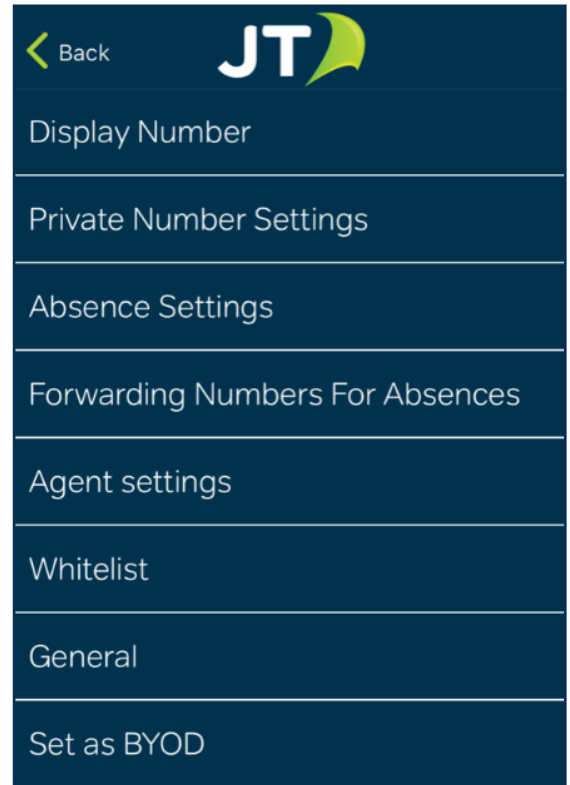 Back
JT
Display Number
Private Number Settings
Absence Settings
Forwarding Numbers For Absences
Agent settings
Whitelist
General
Set as BYOD